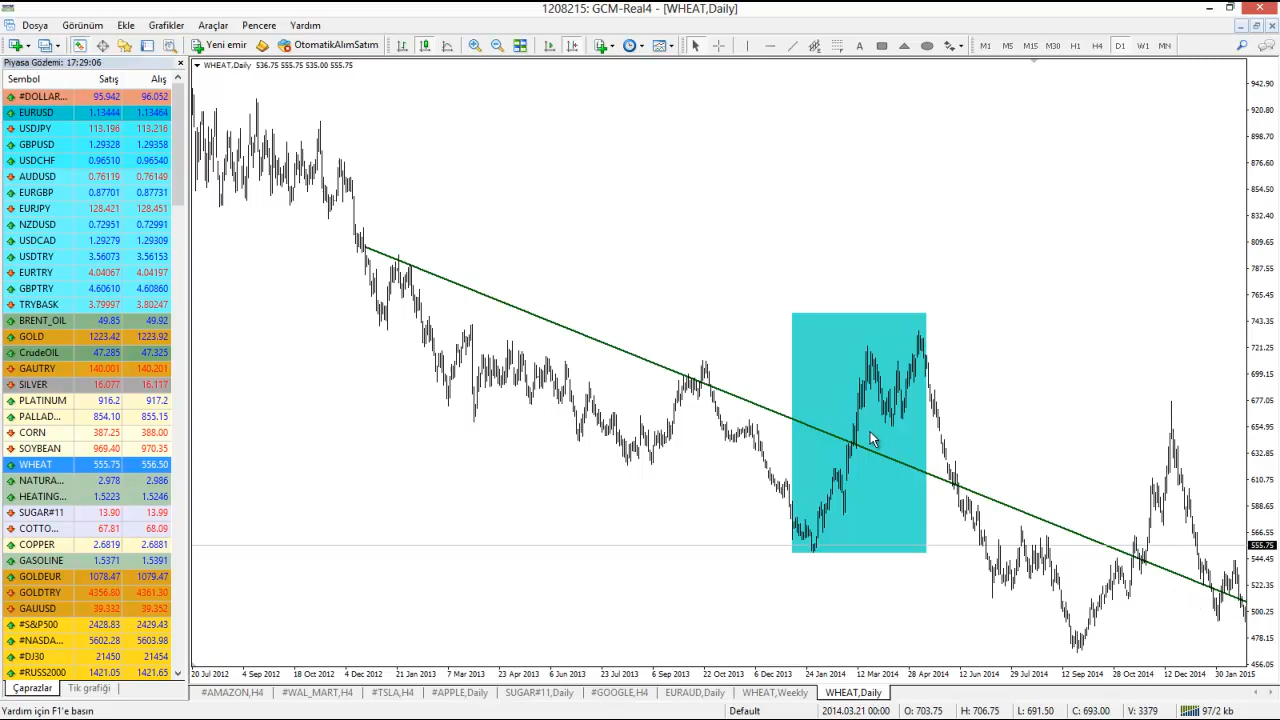 1208215: GCM-Real4 - [WHEAT,Daily]
Dosya Görünüm Ekle Grafikler Araçlar Pencere Yardım
Yeni emir OtomatikAlımSatım A M1 M5 M15 M30 H1 H4 D1 W1 MN
Piyasa Gözlemi: 17:29:06
Sembol Satış Alış
#DOLLAR... 95.942 96.052
EURUSD 1.13444 1.13464
USDJPY 113.196 113.216
GBPUSD 1.29328 1.29358
USDCHF 0.96510 0.96540
AUDUSD 0.76119 0.76149
EURGBP 0.87701 0.87731
EURJPY 128.421 128.451
NZDUSD 0.72951 0.72991
USDCAD 1.29279 1.29309
USDTRY 3.56073 3.56153
EURTRY 4.04067 4.04197
GBPTRY 4.60610 4.60860
TRYBASK 3.79997 3.80247
BRENT_OIL 49.85 49.92
GOLD 1223.42 1223.92
CrudeOIL 47.285 47.325
GAUTRY 140.001 140.201
SILVER 16.077 16.117
PLATINUM 916.2 917.2
PALLAD... 854.10 855.15
CORN 387.25 388.00
SOYBEAN 969.40 970.35
WHEAT 555.75 556.50
NATURA... 2.978 2.986
HEATING... 1.5223 1.5246
SUGAR#11 13.90 13.99
COTTO... 67.81 68.09
COPPER 2.6819 2.6881
GASOLINE 1.5371 1.5391
GOLDEUR 1078.47 1079.47
GOLDTRY 4356.80 4361.30
GAUUSD 39.332 39.352
#S&P500 2428.83 2429.43
#NASDA... 5602.28 5603.98
#DJ30 21450 21454
#RUSS2000 1421.05 1421.65
Çaprazlar Tik grafiği
WHEAT,Daily 536.75 555.75 535.00 555.75
942.90
920.80
898.70
876.60
854.50
832.40
809.65
787.55
765.45
743.35
721.25
699.15
677.05
654.95
632.85
610.75
588.65
566.55
555.75
544.45
522.35
500.25
478.15
456.05
20 Jul 2012 4 Sep 2012 18 Oct 2012 4 Dec 2012 21 Jan 2013 7 Mar 2013 23 Apr 2013 6 Jun 2013 23 Jul 2013 6 Sep 2013 22 Oct 2013 6 Dec 2013 24 Jan 2014 12 Mar 2014 28 Apr 2014 12 Jun 2014 29 Jul 2014 12 Sep 2014 28 Oct 2014 12 Dec 2014 30 Jan 2015
#AMAZON,H4 #WAL_MART,H4 #TSLA,H4 #APPLE,Daily SUGAR#11,Daily #GOOGLE,H4 EURAUD,Daily WHEAT,Weekly WHEAT,Daily
Yardım için F1'e basın Default 2014.03.21 00:00 O: 703.75 H: 706.75 L: 691.50 C: 693.00 V: 3379 97/2 kb